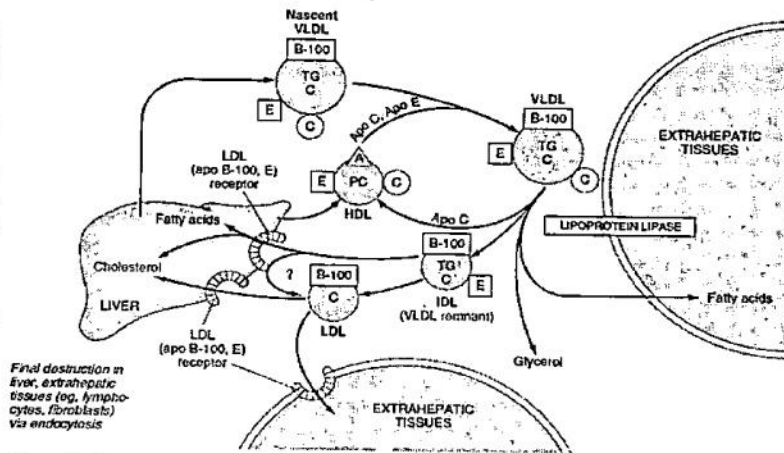 Nascent
VLDL
B-100
TG
C
E
C
Apo C, Apo E
VLDL
B-100
TG
C
E
C
EXTRAHEPATIC
TISSUES
LDL
(apo B-100, E)
receptor
A
E
PC
C
HDL
Fatty acids
Apo C
LIPOPROTEIN LIPASE
Cholesterol
LIVER
?
B-100
C
LDL
B-100
TG
C
E
IDL
(VLDL remnant)
Fatty acids
LDL
(apo B-100, E)
receptor
Glycerol
Final destruction in
liver, extrahepatic
tissues (eg, lympho-
cytes, fibroblasts)
via endocytosis
EXTRAHEPATIC
TISSUES